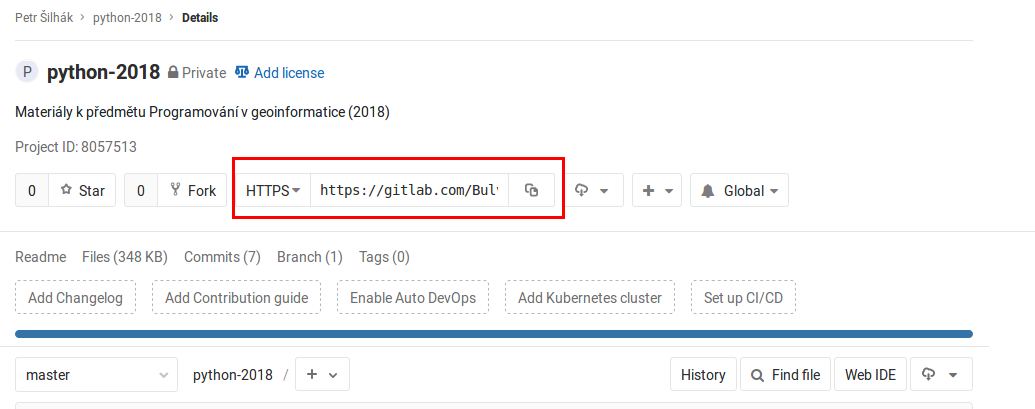 Petr Šilhák > python-2018 > Details
P python-2018 Private Add license
Materiály k předmětu Programování v geoinformatice (2018)
Project ID: 8057513
0 Star 0 Fork HTTPS https://gitlab.com/Bul + Global
Readme Files (348 KB) Commits (7) Branch (1) Tags (0)
Add Changelog Add Contribution guide Enable Auto DevOps Add Kubernetes cluster Set up CI/CD
master python-2018 / + History Find file Web IDE